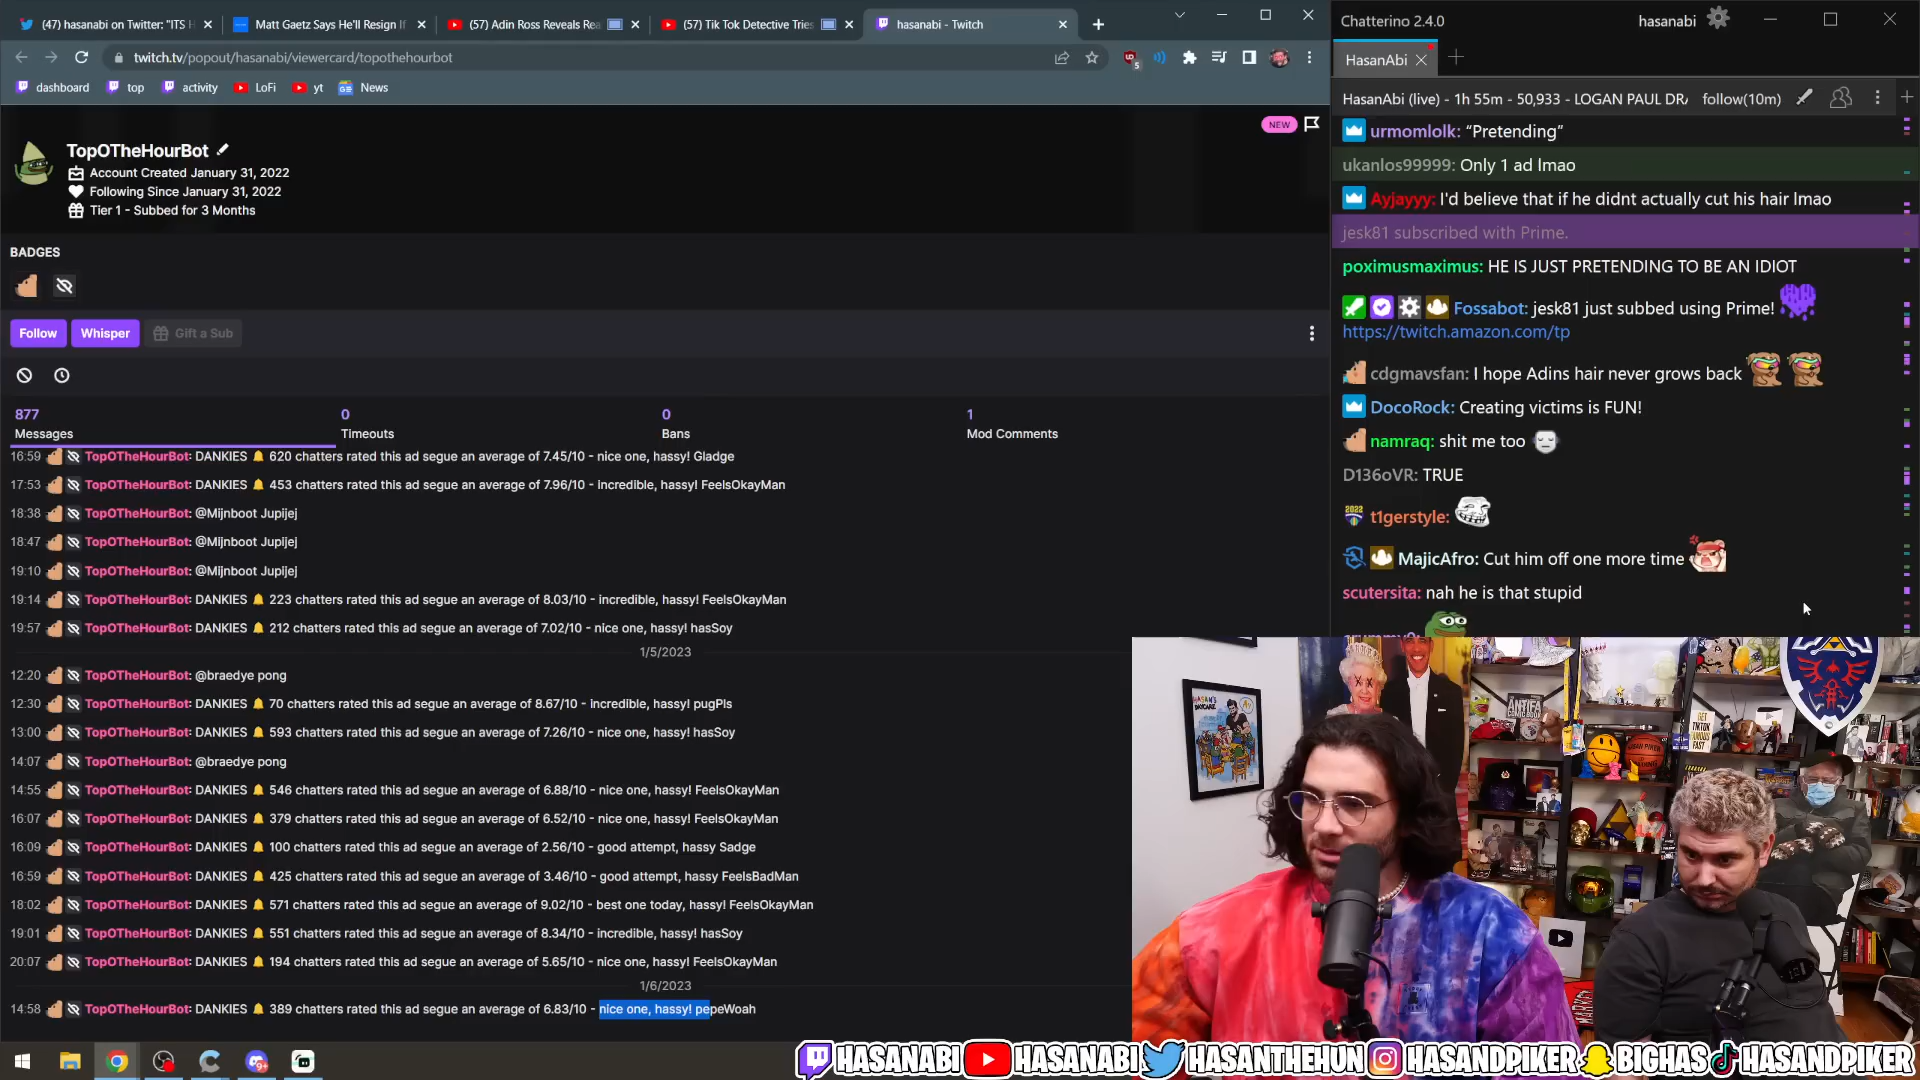 (47) hasanabi on Twitter: "ITS H
Matt Gaetz Says He'll Resign If
(57) Adin Ross Reveals Rea
(57) Tik Tok Detective Tries
hasanabi - Twitch
twitch.tv/popout/hasanabi/viewercard/topothehourbot
dashboard
top
activity
LoFi
yt
News
NEW
TopOTheHourBot
Account Created January 31, 2022
Following Since January 31, 2022
Tier 1 - Subbed for 3 Months
BADGES
Follow
Whisper
Gift a Sub
877
Messages
0
Timeouts
0
Bans
1
Mod Comments
16:59 TopOTheHourBot: DANKIES 620 chatters rated this ad segue an average of 7.45/10 - nice one, hassy! Gladge
17:53 TopOTheHourBot: DANKIES 453 chatters rated this ad segue an average of 7.96/10 - incredible, hassy! FeelsOkayMan
18:38 TopOTheHourBot: @Mijnboot Jupijej
18:47 TopOTheHourBot: @Mijnboot Jupijej
19:10 TopOTheHourBot: @Mijnboot Jupijej
19:14 TopOTheHourBot: DANKIES 223 chatters rated this ad segue an average of 8.03/10 - incredible, hassy! FeelsOkayMan
19:57 TopOTheHourBot: DANKIES 212 chatters rated this ad segue an average of 7.02/10 - nice one, hassy! hasSoy
1/5/2023
12:20 TopOTheHourBot: @braedye pong
12:30 TopOTheHourBot: DANKIES 70 chatters rated this ad segue an average of 8.67/10 - incredible, hassy! pugPls
13:00 TopOTheHourBot: DANKIES 593 chatters rated this ad segue an average of 7.26/10 - nice one, hassy! hasSoy
14:07 TopOTheHourBot: @braedye pong
14:55 TopOTheHourBot: DANKIES 546 chatters rated this ad segue an average of 6.88/10 - nice one, hassy! FeelsOkayMan
16:07 TopOTheHourBot: DANKIES 379 chatters rated this ad segue an average of 6.52/10 - nice one, hassy! FeelsOkayMan
16:09 TopOTheHourBot: DANKIES 100 chatters rated this ad segue an average of 2.56/10 - good attempt, hassy Sadge
16:59 TopOTheHourBot: DANKIES 425 chatters rated this ad segue an average of 3.46/10 - good attempt, hassy FeelsBadMan
18:02 TopOTheHourBot: DANKIES 571 chatters rated this ad segue an average of 9.02/10 - best one today, hassy! FeelsOkayMan
19:01 TopOTheHourBot: DANKIES 551 chatters rated this ad segue an average of 8.34/10 - incredible, hassy! hasSoy
20:07 TopOTheHourBot: DANKIES 194 chatters rated this ad segue an average of 5.65/10 - nice one, hassy! FeelsOkayMan
1/6/2023
14:58 TopOTheHourBot: DANKIES 389 chatters rated this ad segue an average of 6.83/10 - nice one, hassy! pepeWoah
Chatterino 2.4.0
hasanabi
HasanAbi
HasanAbi (live) - 1h 55m - 50,933 - LOGAN PAUL DRA
follow(10m)
urmomlolk: “Pretending”
ukanlos99999: Only 1 ad lmao
Ayjayyy: I'd believe that if he didnt actually cut his hair lmao
jesk81 subscribed with Prime.
poximusmaximus: HE IS JUST PRETENDING TO BE AN IDIOT
Fossabot: jesk81 just subbed using Prime!
https://twitch.amazon.com/tp
cdgmavsfan: I hope Adins hair never grows back
DocoRock: Creating victims is FUN!
namraq: shit me too
D136oVR: TRUE
2022 t1gerstyle:
MajicAfro: Cut him off one more time
scutersita: nah he is that stupid
ANTIFA
HASANABI
HASANABI
HASANTHEHUN
HASANDPIKER
BIGHAS
HASANDPIKER